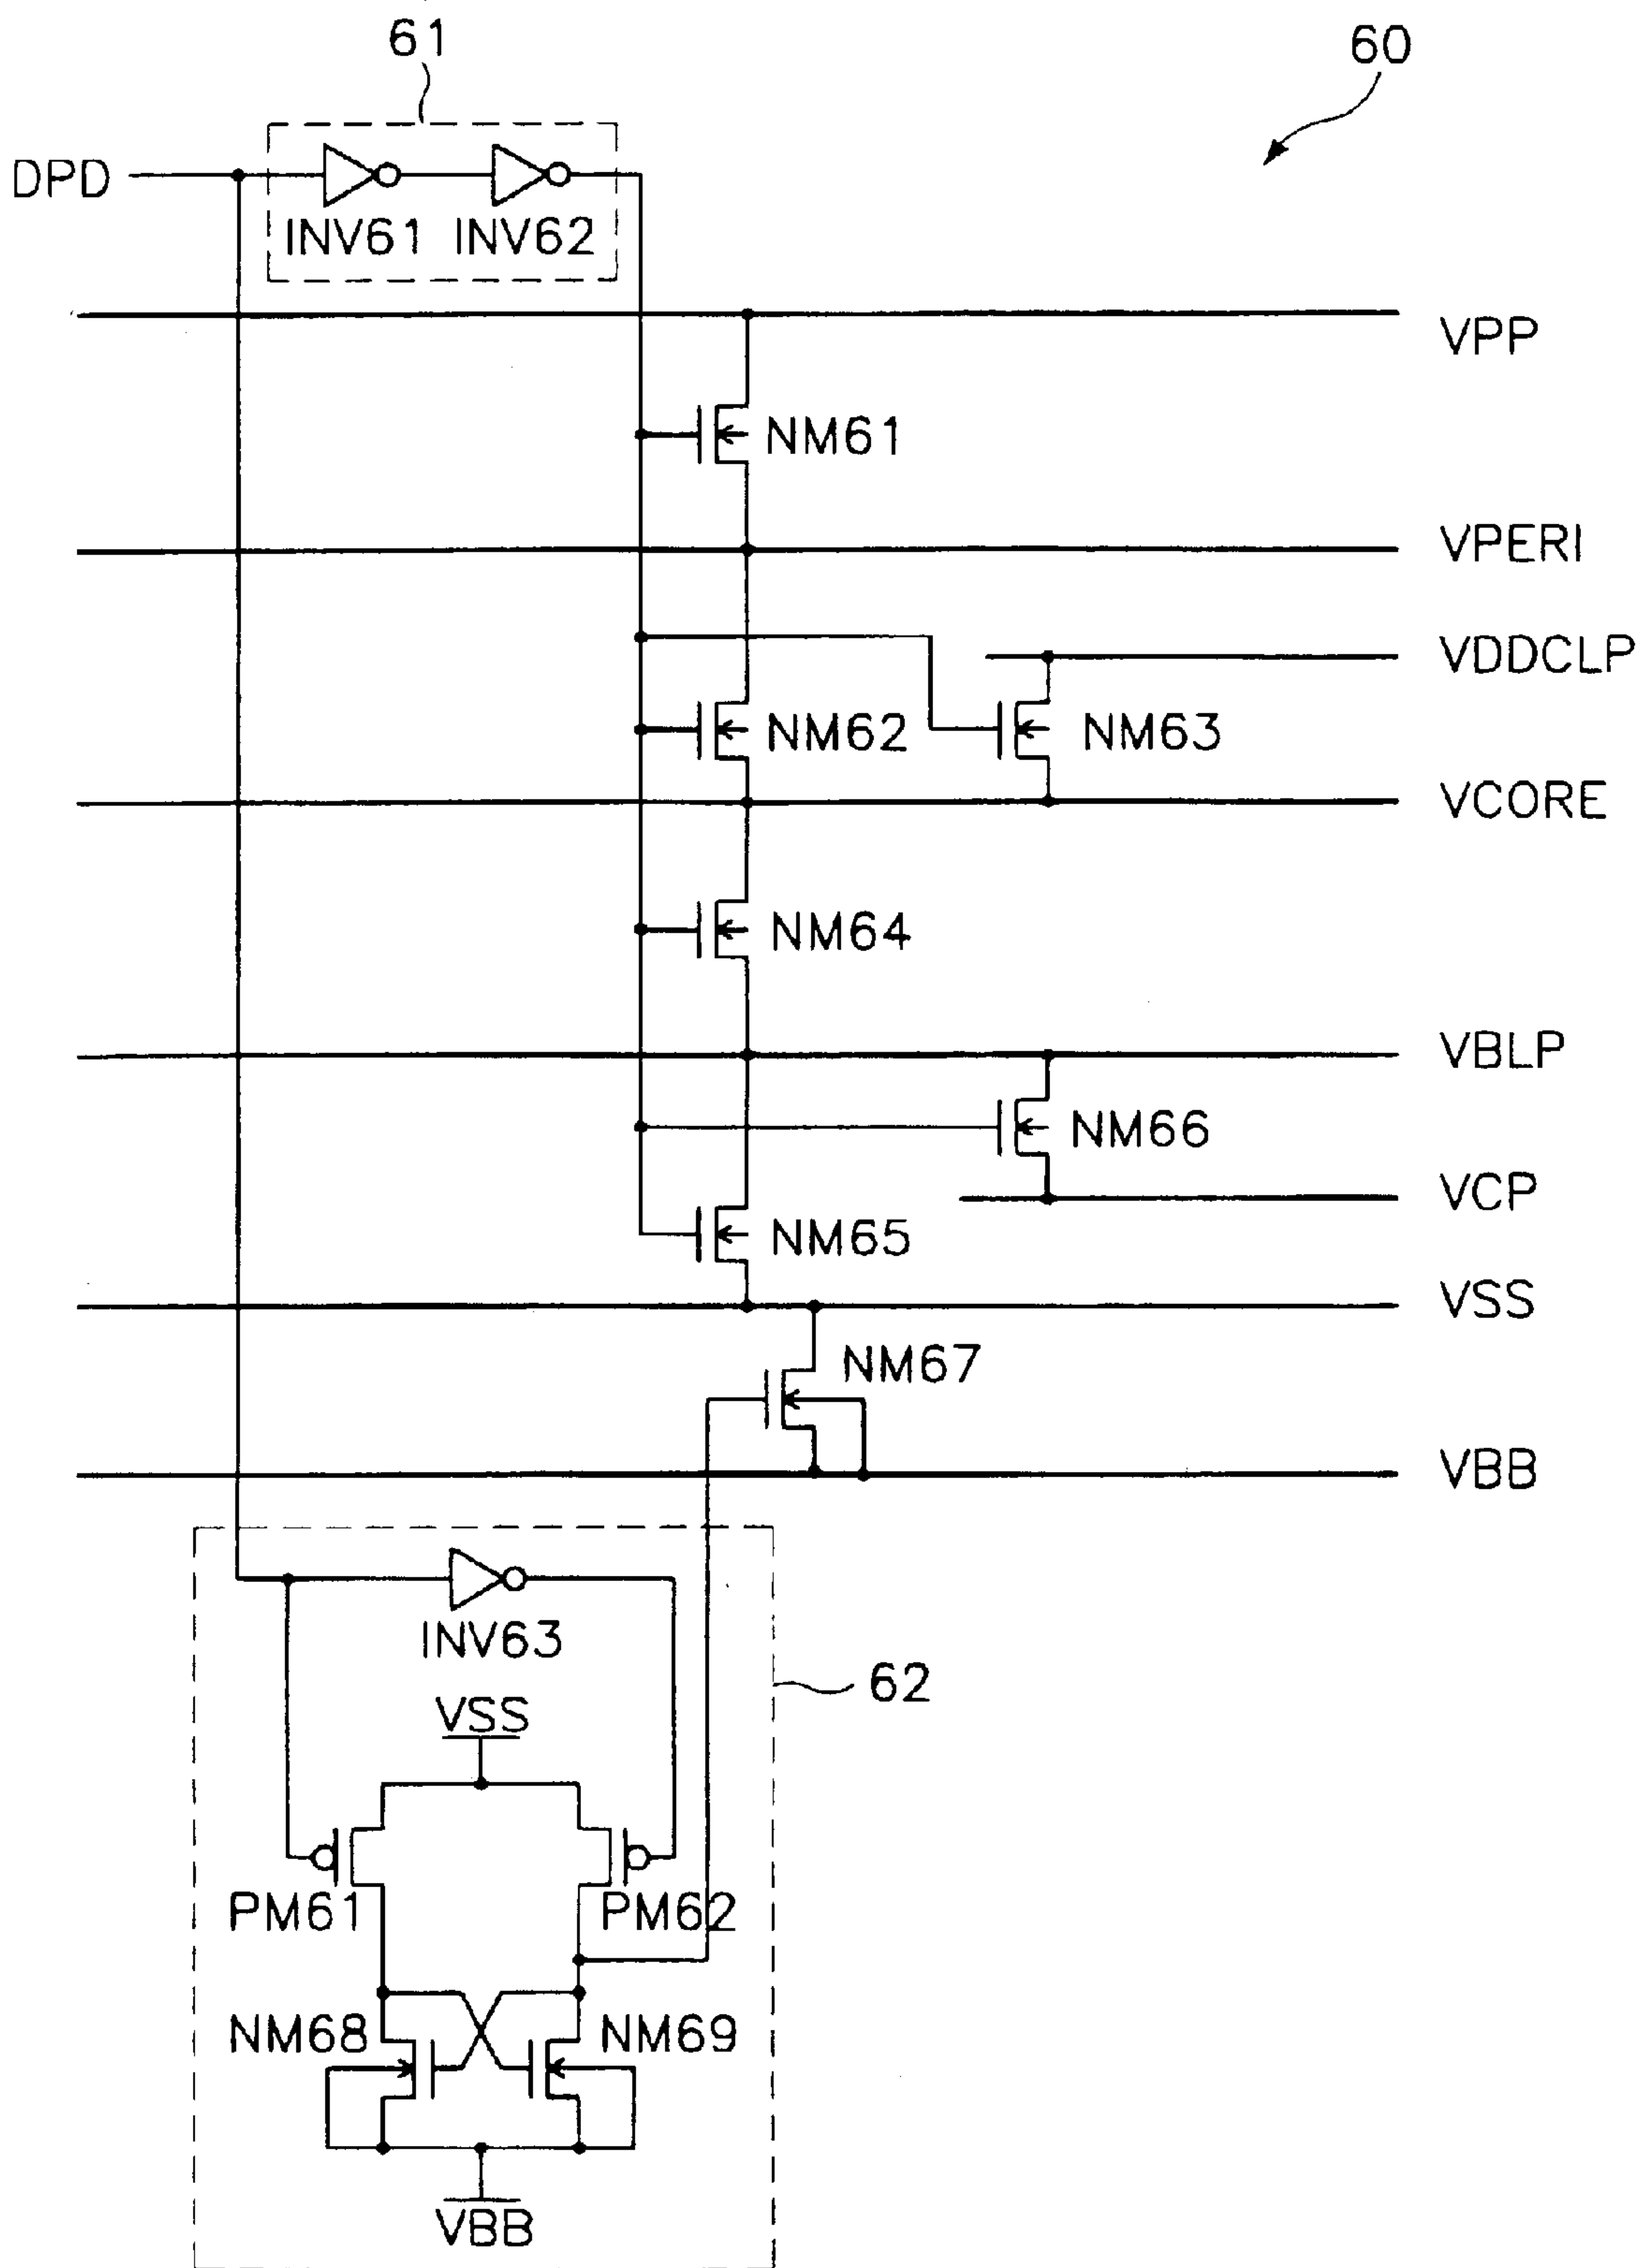 61
60
DPD
INV61 INV62
VPP
NM61
VPERI
VDDCLP
NM62
NM63
VCORE
NM64
VBLP
NM66
VCP
NM65
VSS
NM67
VBB
INV63
62
VSS
PM61
PM62
NM68
NM69
VBB